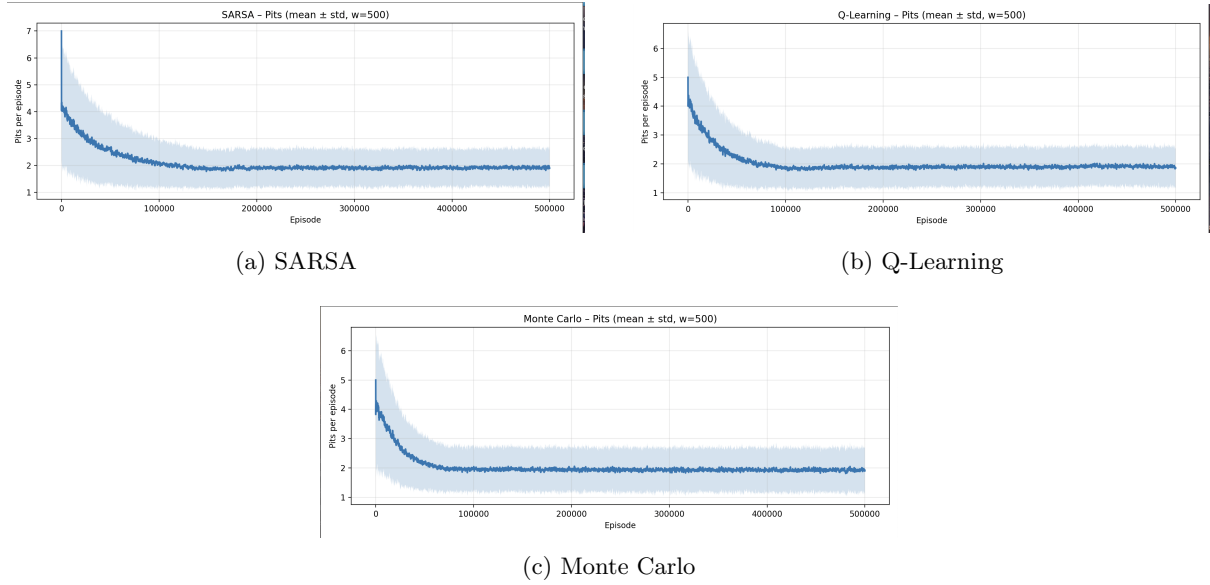 SARSA – Pits (mean ± std, w=500)
Pits per episode
7
6
5
4
3
2
1
0 100000 200000 300000 400000 500000
Episode
(a) SARSA
Q-Learning – Pits (mean ± std, w=500)
Pits per episode
6
5
4
3
2
1
0 100000 200000 300000 400000 500000
Episode
(b) Q-Learning
Monte Carlo – Pits (mean ± std, w=500)
Pits per episode
6
5
4
3
2
1
0 100000 200000 300000 400000 500000
Episode
(c) Monte Carlo